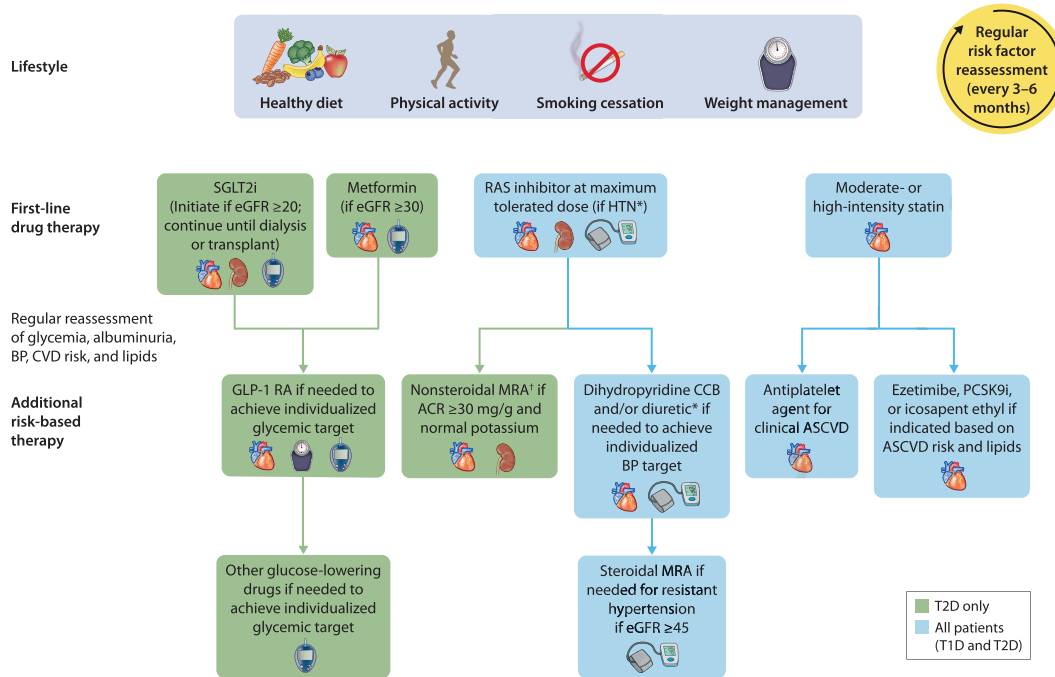 Lifestyle
Healthy diet
Physical activity
Smoking cessation
Weight management
Regular
risk factor
reassessment
(every 3–6
months)
First-line
drug therapy
SGLT2i
(Initiate if eGFR ≥20;
continue until dialysis
or transplant)
Metformin
(if eGFR ≥30)
RAS inhibitor at maximum
tolerated dose (if HTN*)
Moderate- or
high-intensity statin
Regular reassessment
of glycemia, albuminuria,
BP, CVD risk, and lipids
Additional
risk-based
therapy
GLP-1 RA if needed to
achieve individualized
glycemic target
Nonsteroidal MRA† if
ACR ≥30 mg/g and
normal potassium
Dihydropyridine CCB
and/or diuretic* if
needed to achieve
individualized
BP target
Antiplatelet
agent for
clinical ASCVD
Ezetimibe, PCSK9i,
or icosapent ethyl if
indicated based on
ASCVD risk and lipids
Other glucose-lowering
drugs if needed to
achieve individualized
glycemic target
Steroidal MRA if
needed for resistant
hypertension
if eGFR ≥45
T2D only
All patients
(T1D and T2D)